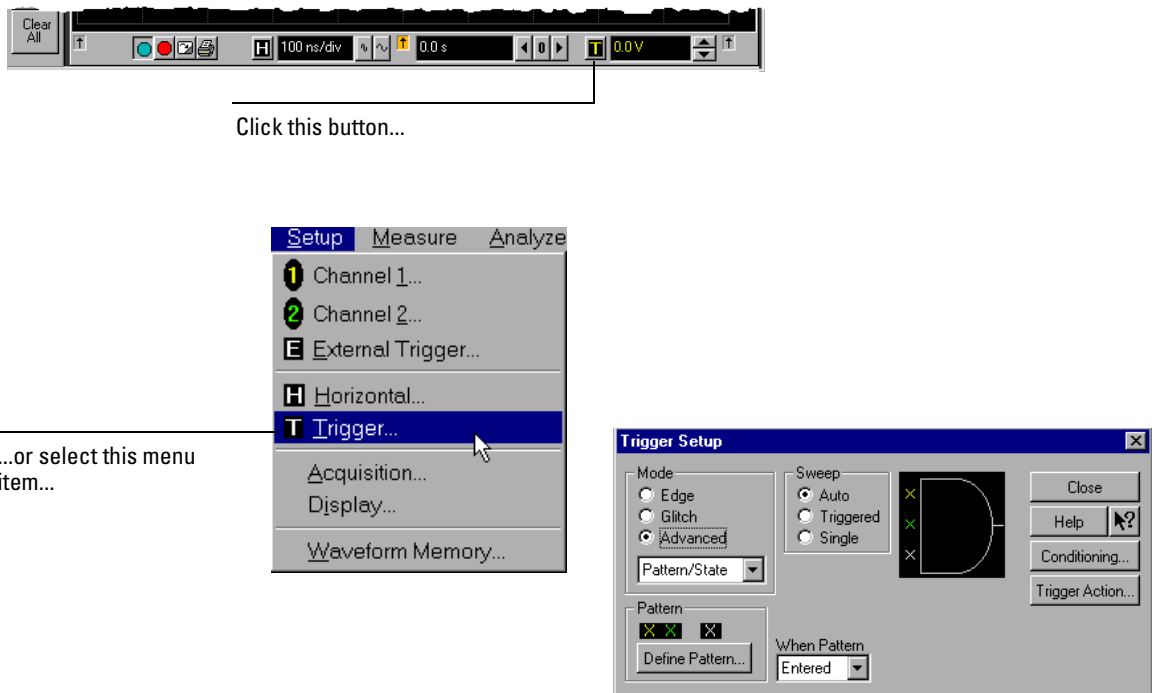 Clear
All
H 100 ns/div 0.0 s 0 T 0.0 V
Click this button...
Setup Measure Analyze
1 Channel 1...
2 Channel 2...
E External Trigger...
H Horizontal...
T Trigger...
...or select this menu
item...
Acquisition...
Display...
Waveform Memory...
Trigger Setup
Mode
Edge
Glitch
Advanced
Pattern/State
Sweep
Auto
Triggered
Single
X
X
X
Close
Help ?
Conditioning...
Trigger Action...
Pattern
X X X
Define Pattern...
When Pattern
Entered